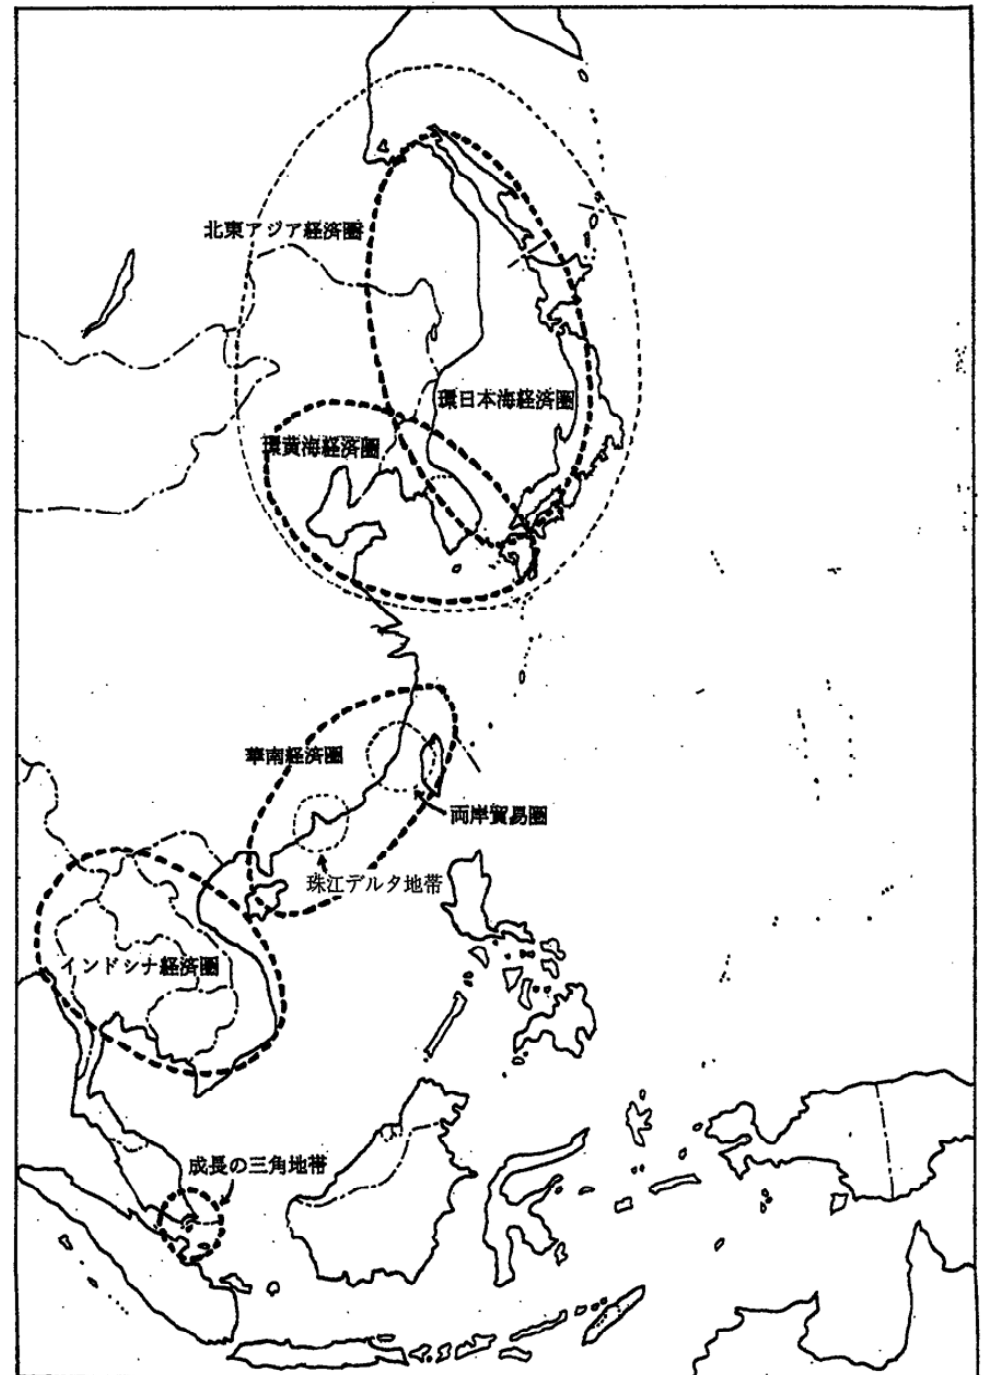 北東アジア経済圏
環日本海経済圏
環黄海経済圏
華南経済圏
両岸貿易圏
珠江デルタ地帯
インドシナ経済圏
成長の三角地帯